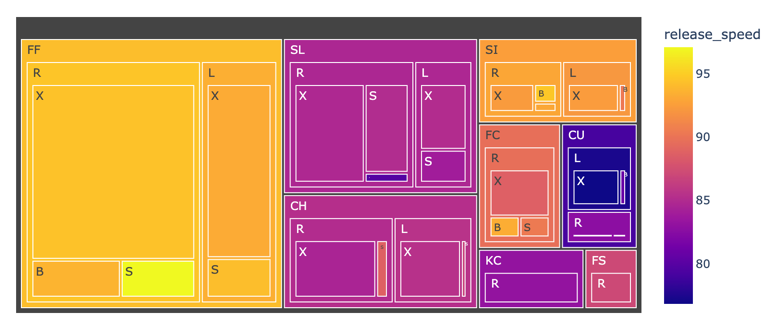 FF
R
X
B
S
L
X
S
SL
R
X
S
L
X
S
CH
R
X
L
X
SI
R
X
B
L
X
B
FC
R
X
B
S
CU
L
X
R
KC
R
FS
R
release_speed
95
90
85
80